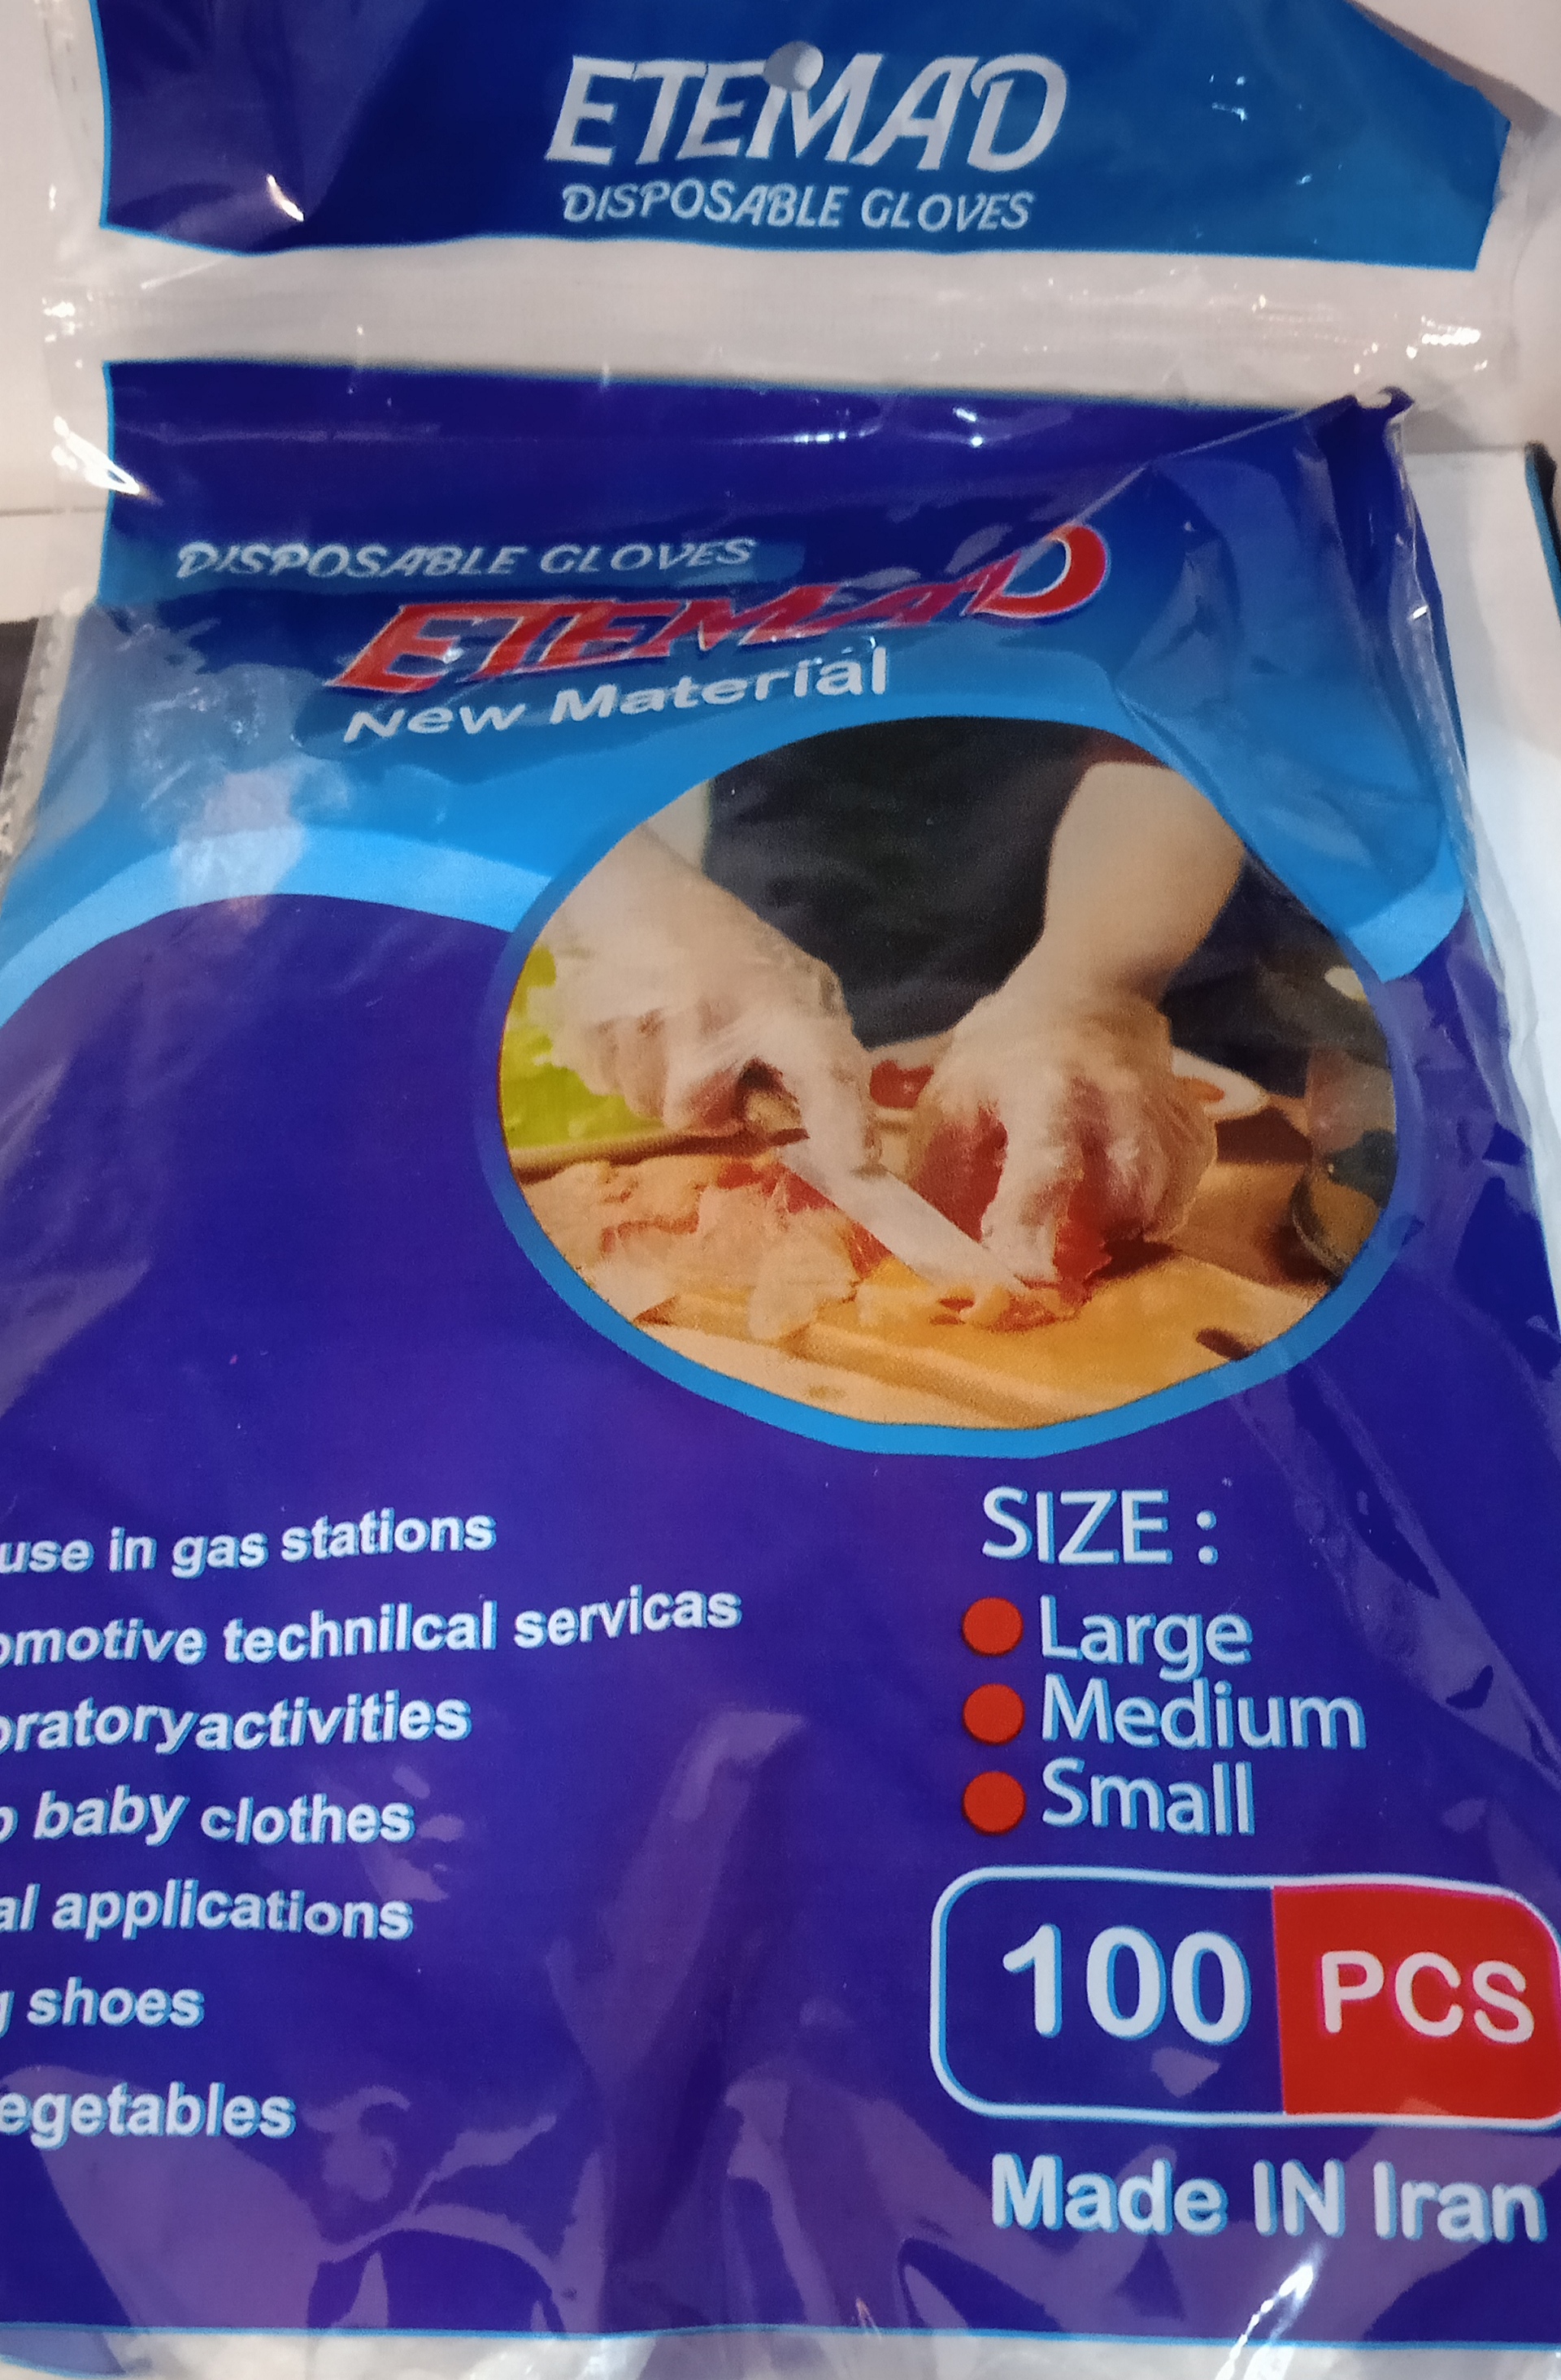 ETEMAD
DISPOSABLE GLOVES
DISPOSABLE GLOVES
ETEMAD
New Material
use in gas stations
omotive technilcal servicas
oratoryactivities
baby clothes
al applications
shoes
egetables
SIZE :
Large
Medium
Small
100 PCS
Made IN Iran